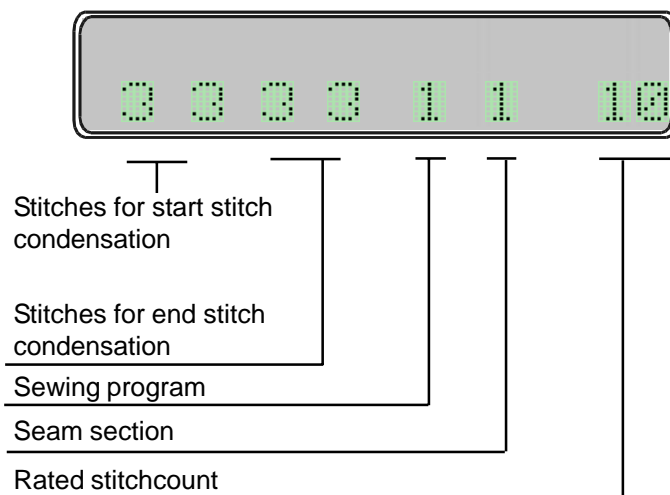 3 3 3 3 1 1 10
Stitches for start stitch
condensation
Stitches for end stitch
condensation
Sewing program
Seam section
Rated stitchcount